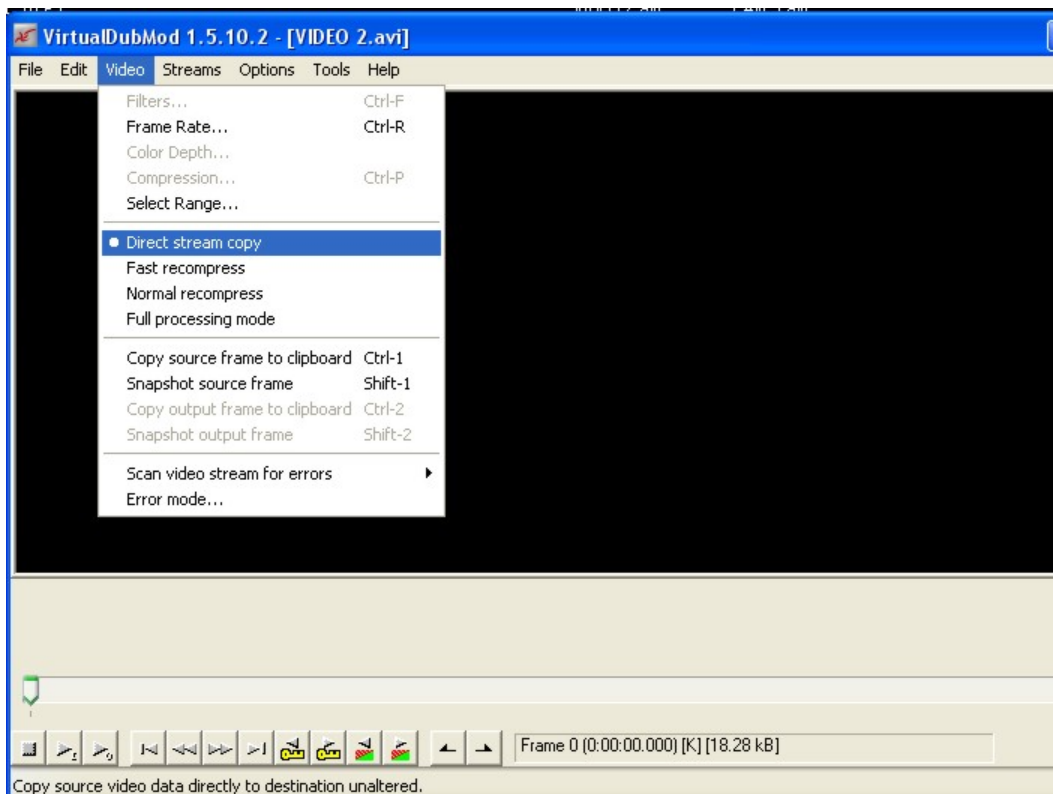 VirtualDubMod 1.5.10.2 - [VIDEO 2.avi]
File Edit Video Streams Options Tools Help
Filters... Ctrl-F
Frame Rate... Ctrl-R
Color Depth...
Compression... Ctrl-P
Select Range...
Direct stream copy
Fast recompress
Normal recompress
Full processing mode
Copy source frame to clipboard Ctrl-1
Snapshot source frame Shift-1
Copy output frame to clipboard Ctrl-2
Snapshot output frame Shift-2
Scan video stream for errors
Error mode...
Frame 0 (0:00:00.000) [K] [18.28 kB]
Copy source video data directly to destination unaltered.